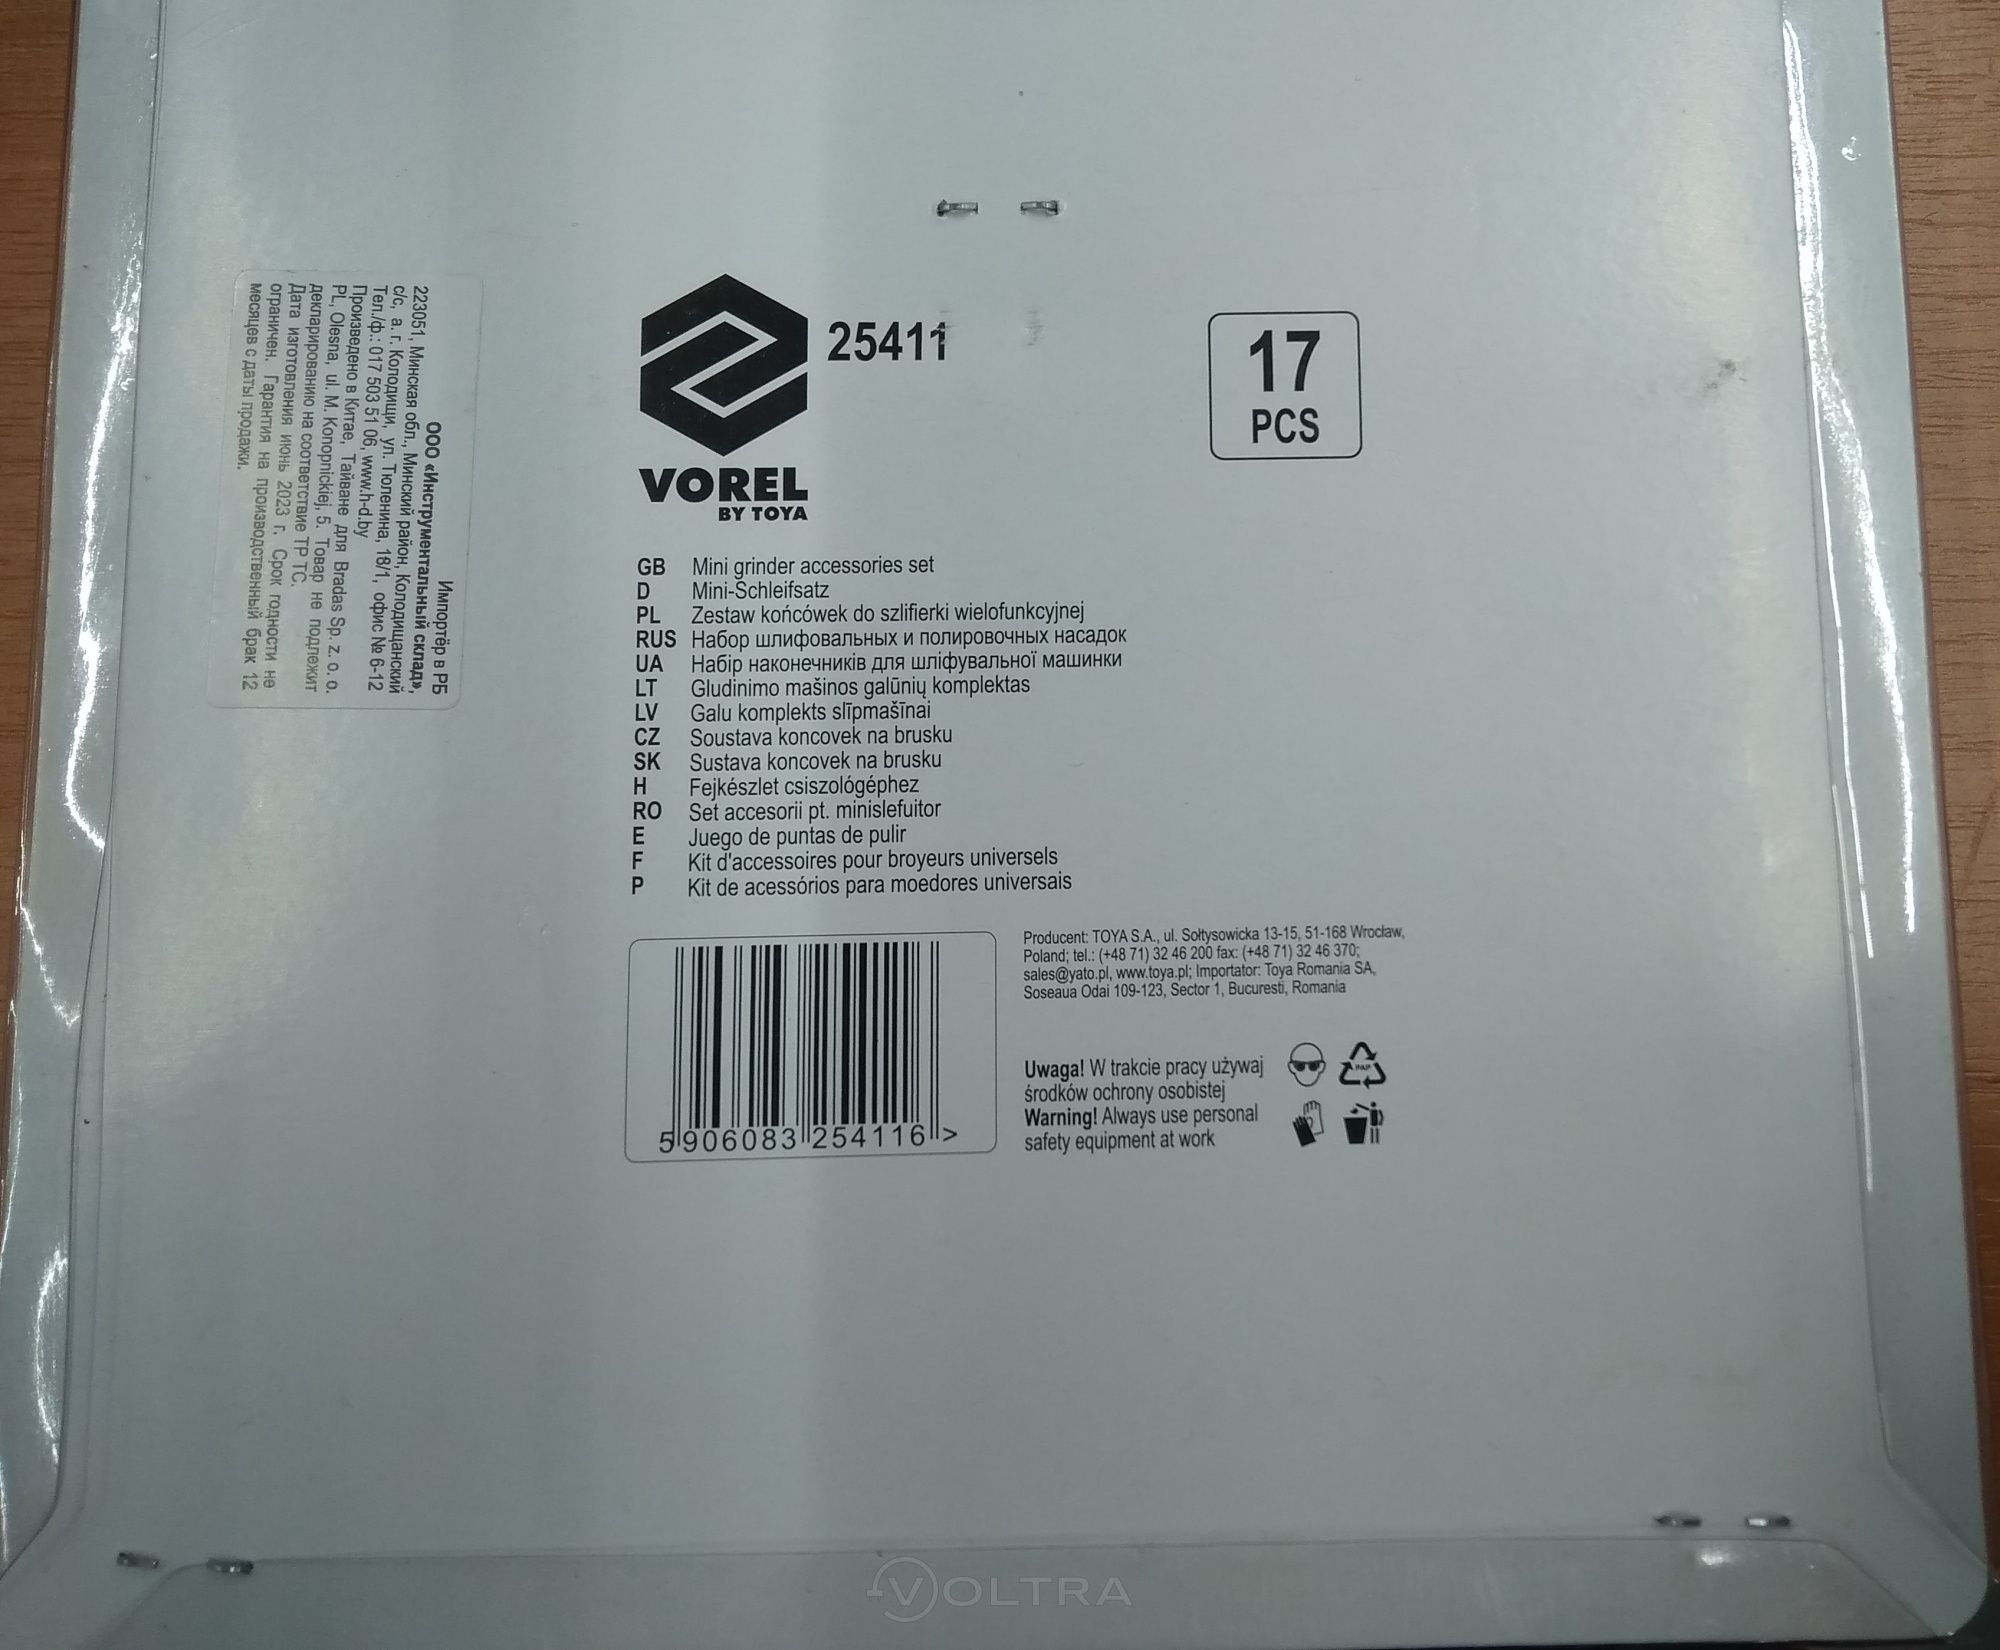 25411
17
PCS
VOREL
BY TOYA
GB Mini grinder accessories set
D Mini-Schleifsatz
PL Zestaw końcówek do szlifierki wielofunkcyjnej
RUS Набор шлифовальных и полировочных насадок
UA Набір наконечників для шліфувальної машинки
LT Gludinimo mašinos galūnių komplektas
LV Galu komplekts slīpmašīnai
CZ Soustava koncovek na brusku
SK Sustava koncovek na brusku
H Fejkészlet csiszológéphez
RO Set accesorii pt. minislefuitor
E Juego de puntas de pulir
F Kit d'accessoires pour broyeurs universels
P Kit de acessórios para moedores universais
5 906083 254116 >
Producent: TOYA S.A., ul. Sołtysowicka 13-15, 51-168 Wrocław,
Poland; tel.: (+48 71) 32 46 200 fax: (+48 71) 32 46 370;
sales@yato.pl, www.toya.pl; Importator: Toya Romania SA,
Soseaua Odai 109-123, Sector 1, Bucuresti, Romania
Uwaga! W trakcie pracy używaj
środków ochrony osobistej
Warning! Always use personal
safety equipment at work
PAP
Импортёр в РБ
ООО «Инструментальный склад»,
223051, Минская обл., Минский район, Колодищанский
с/с, а. г. Колодищи, ул. Тюленина, 18/1, офис № 6-12
Тел./ф.: 017 503 51 06, www.h-d.by
Произведено в Китае, Тайване для Bradas Sp. z. o. o.
PL, Olesna, ul. M. Konopnickiej, 5. Товар не подлежит
декларированию на соответствие ТР ТС.
Дата изготовления июнь 2023 г. Срок годности не
ограничен. Гарантия на производственный брак 12
месяцев с даты продажи.
VOLTRA